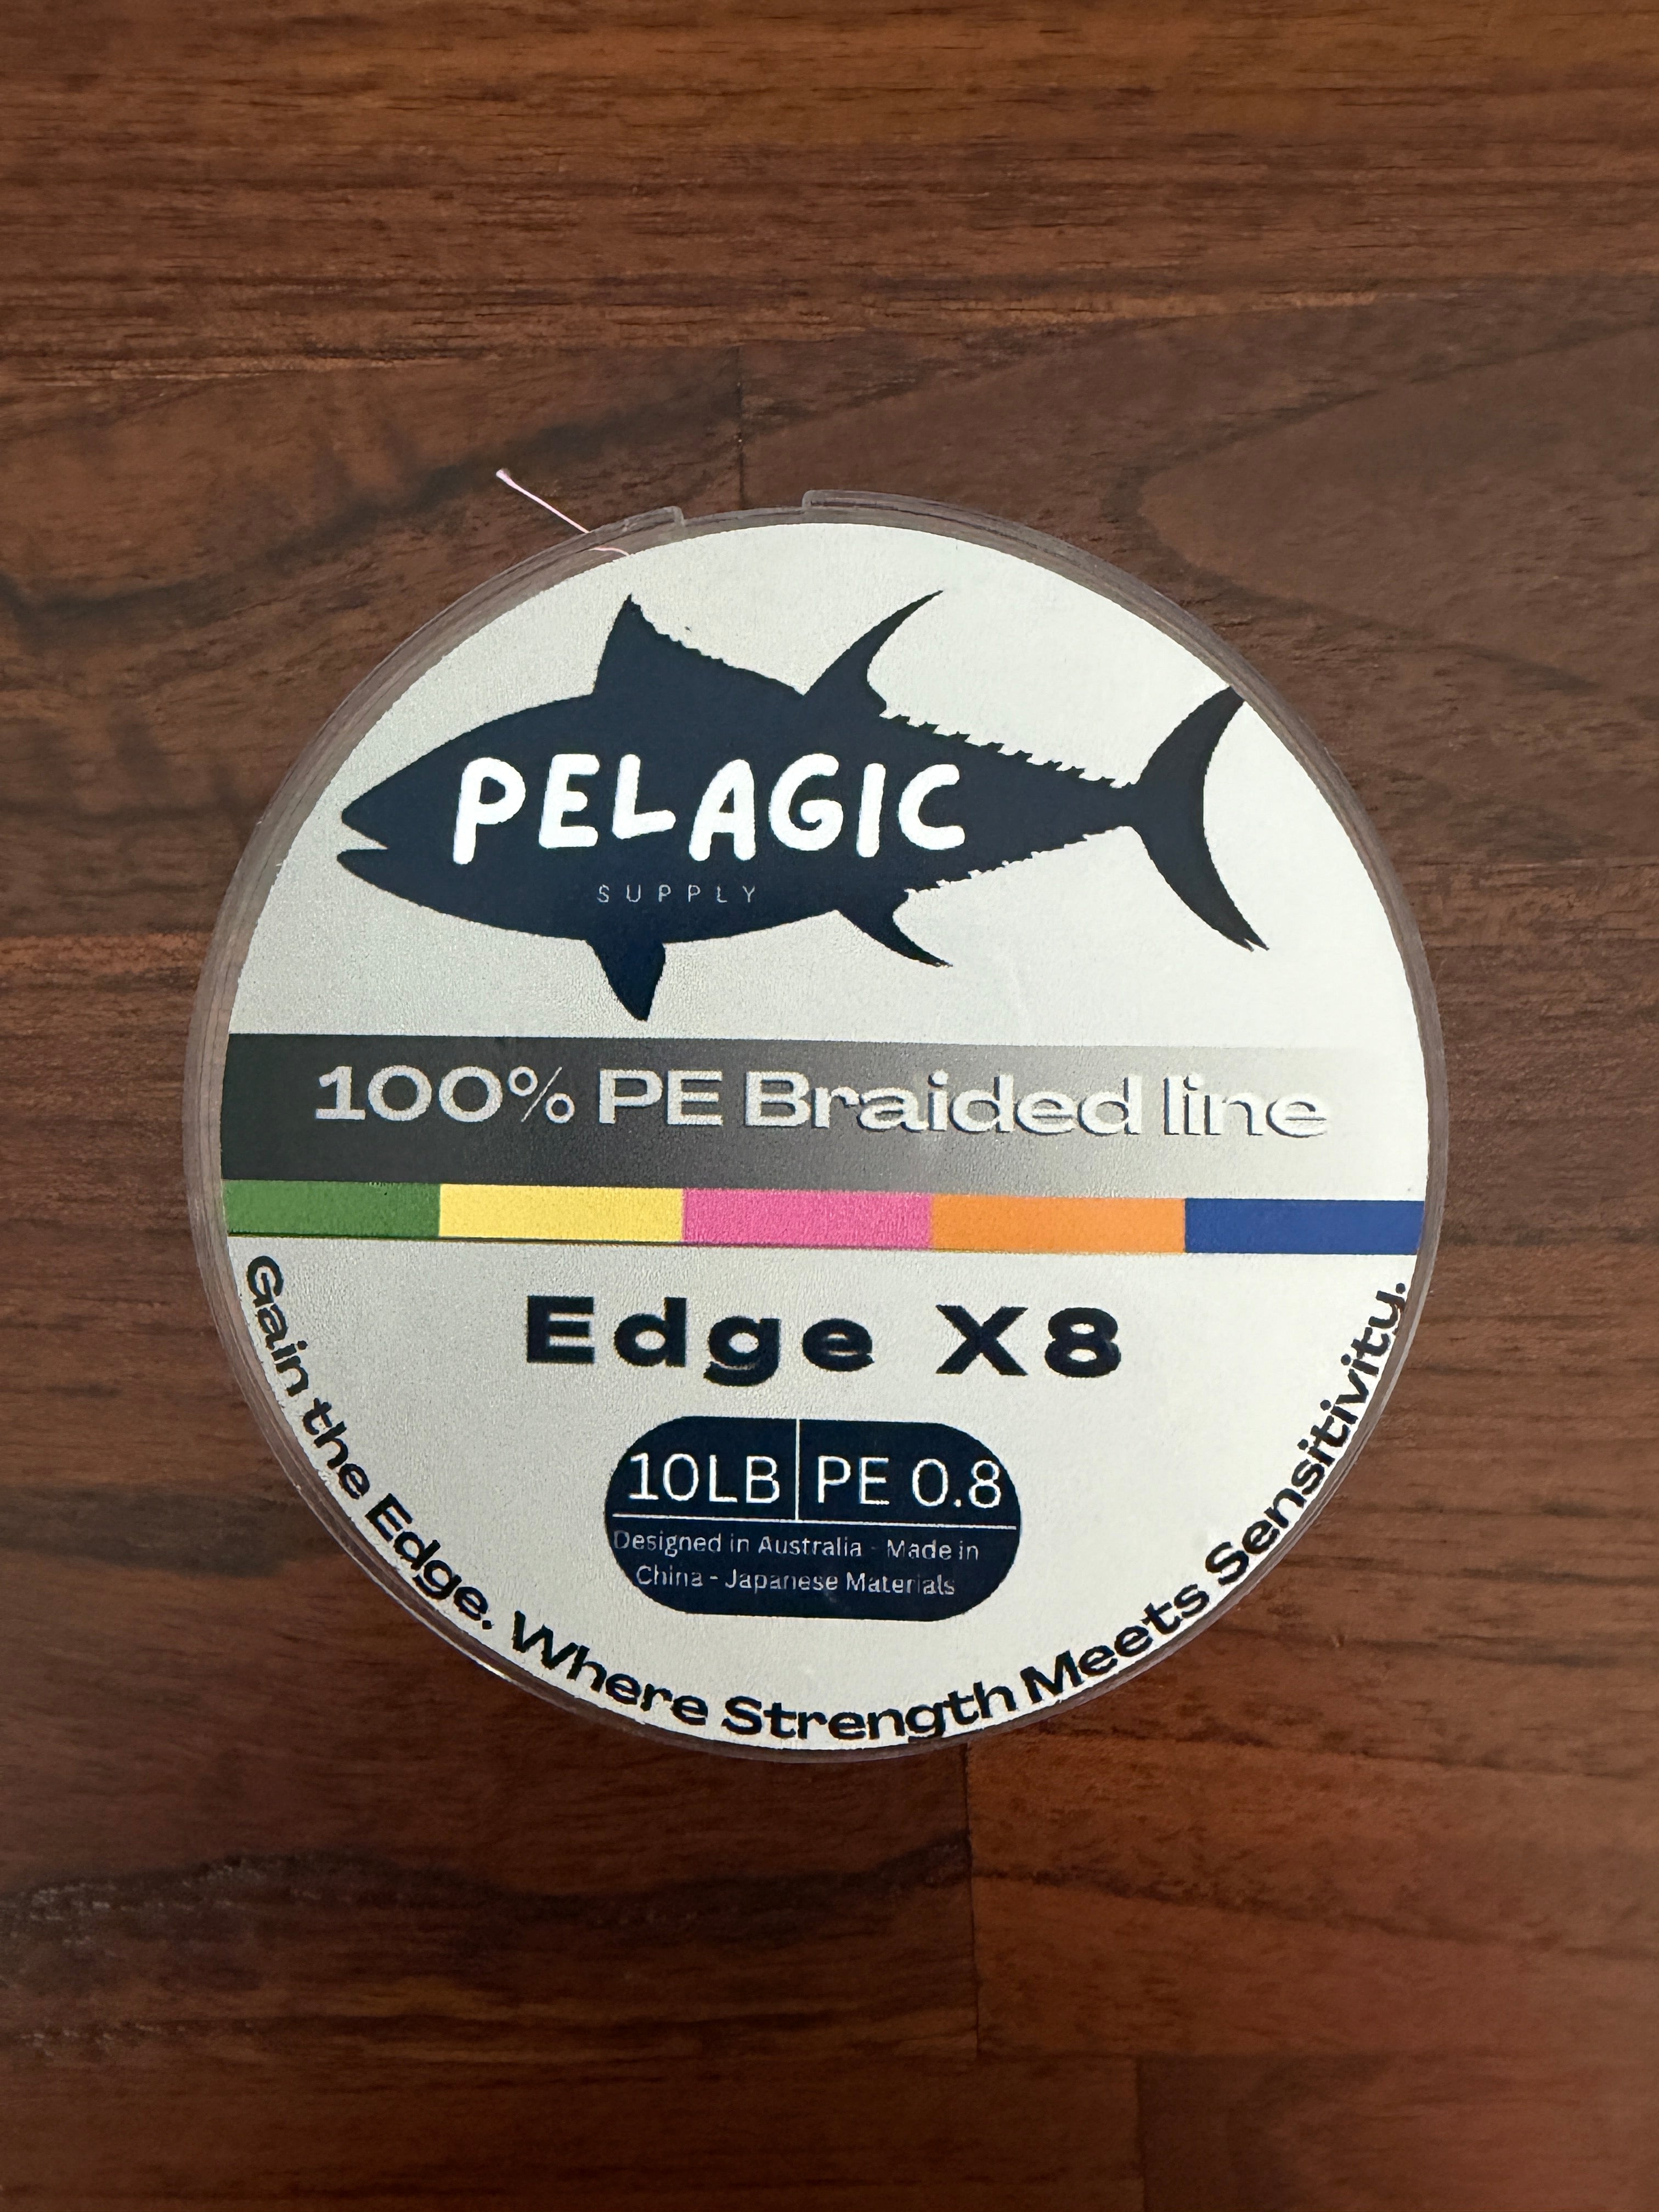 PELAGIC
SUPPLY
100% PE Braided line
Edge X8
10LB PE 0.8
Designed in Australia - Made in
China - Japanese Materials
Gain the Edge. Where Strength Meets Sensitivity.